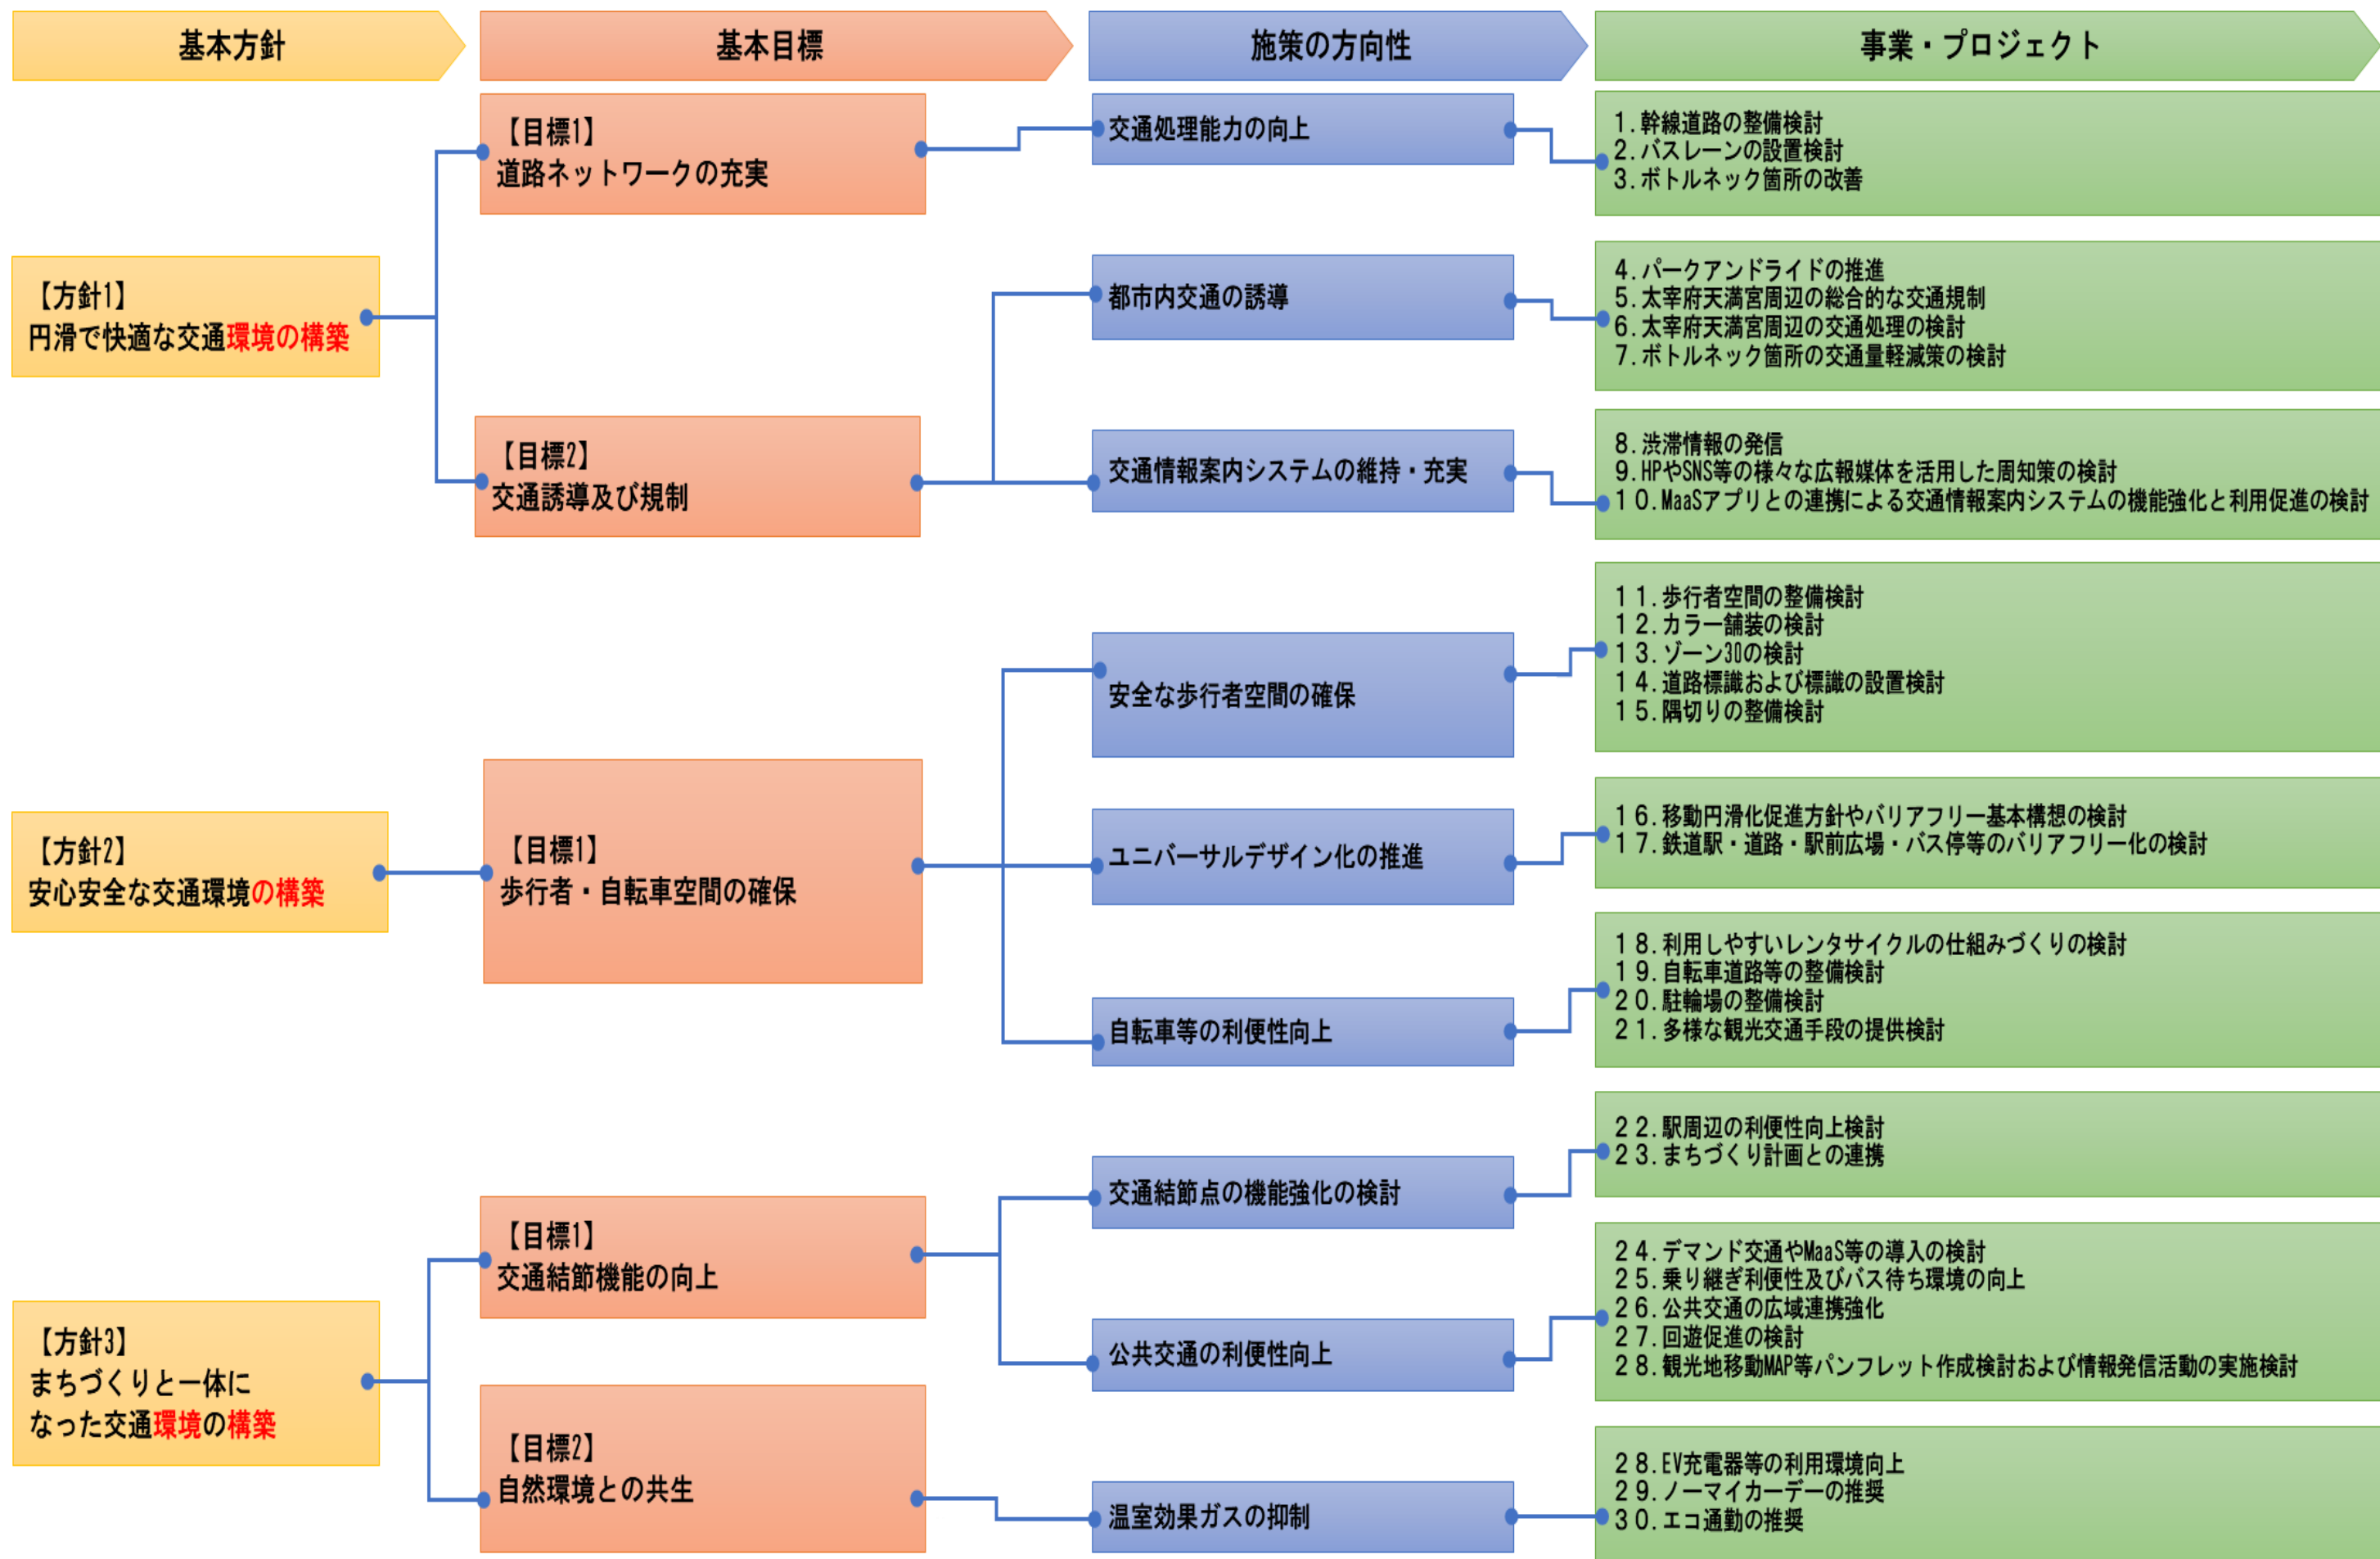 基本方針
基本目標
施策の方向性
事業・プロジェクト
【方針1】
円滑で快適な交通環境の構築
【目標1】
道路ネットワークの充実
交通処理能力の向上
1.幹線道路の整備検討
2.バスレーンの設置検討
3.ボトルネック箇所の改善
【目標2】
交通誘導及び規制
都市内交通の誘導
4.パークアンドライドの推進
5.太宰府天満宮周辺の総合的な交通規制
6.太宰府天満宮周辺の交通処理の検討
7.ボトルネック箇所の交通量軽減策の検討
交通情報案内システムの維持・充実
8.渋滞情報の発信
9.HPやSNS等の様々な広報媒体を活用した周知策の検討
10.MaaSアプリとの連携による交通情報案内システムの機能強化と利用促進の検討
【方針2】
安心安全な交通環境の構築
【目標1】
歩行者・自転車空間の確保
安全な歩行者空間の確保
11.歩行者空間の整備検討
12.カラー舗装の検討
13.ゾーン30の検討
14.道路標識および標識の設置検討
15.隅切りの整備検討
ユニバーサルデザイン化の推進
16.移動円滑化促進方針やバリアフリー基本構想の検討
17.鉄道駅・道路・駅前広場・バス停等のバリアフリー化の検討
自転車等の利便性向上
18.利用しやすいレンタサイクルの仕組みづくりの検討
19.自転車道路等の整備検討
20.駐輪場の整備検討
21.多様な観光交通手段の提供検討
【方針3】
まちづくりと一体に
なった交通環境の構築
【目標1】
交通結節機能の向上
交通結節点の機能強化の検討
22.駅周辺の利便性向上検討
23.まちづくり計画との連携
公共交通の利便性向上
24.デマンド交通やMaaS等の導入の検討
25.乗り継ぎ利便性及びバス待ち環境の向上
26.公共交通の広域連携強化
27.回遊促進の検討
28.観光地移動MAP等パンフレット作成検討および情報発信活動の実施検討
【目標2】
自然環境との共生
温室効果ガスの抑制
28.EV充電器等の利用環境向上
29.ノーマイカーデーの推奨
30.エコ通勤の推奨